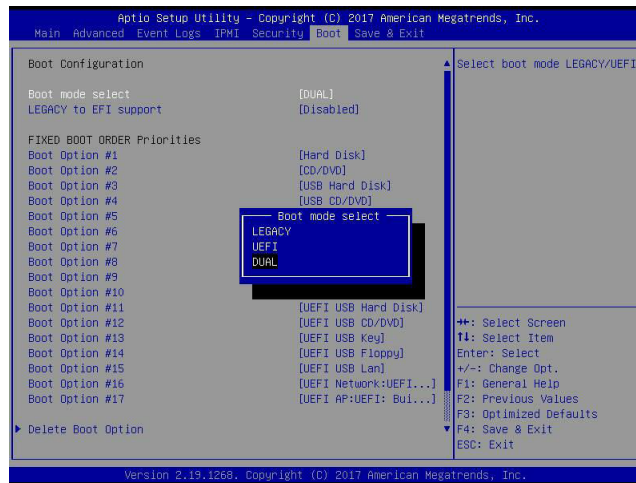 Aptio Setup Utility – Copyright (C) 2017 American Megatrends, Inc.
Main Advanced Event Logs IPMI Security Boot Save & Exit
Boot Configuration
Select boot mode LEGACY/UEFI
Boot mode select [DUAL]
LEGACY to EFI support [Disabled]
FIXED BOOT ORDER Priorities
Boot Option #1 [Hard Disk]
Boot Option #2 [CD/DVD]
Boot Option #3 [USB Hard Disk]
Boot Option #4 [USB CD/DVD]
Boot Option #5
Boot Option #6
Boot Option #7
Boot Option #8
Boot Option #9
Boot Option #10
Boot mode select
LEGACY
UEFI
DUAL
Boot Option #11 [UEFI USB Hard Disk]
Boot Option #12 [UEFI USB CD/DVD]
Boot Option #13 [UEFI USB Key]
Boot Option #14 [UEFI USB Floppy]
Boot Option #15 [UEFI USB Lan]
Boot Option #16 [UEFI Network:UEFI...]
Boot Option #17 [UEFI AP:UEFI: Bui...]
Delete Boot Option
→←: Select Screen
↑↓: Select Item
Enter: Select
+/-: Change Opt.
F1: General Help
F2: Previous Values
F3: Optimized Defaults
F4: Save & Exit
ESC: Exit
Version 2.19.1268. Copyright (C) 2017 American Megatrends, Inc.